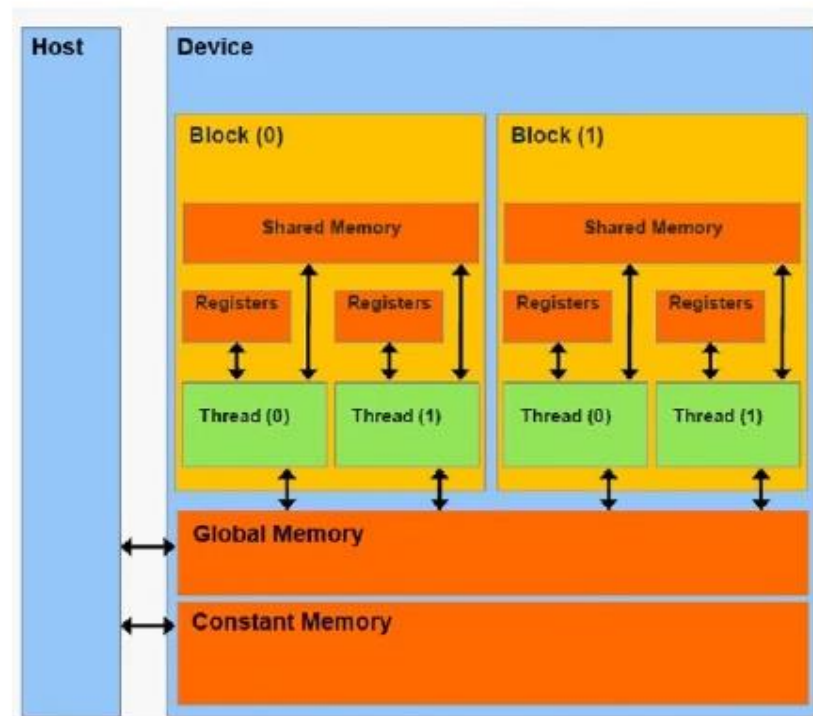 Host
Device
Block (0)
Block (1)
Shared Memory
Shared Memory
Registers
Registers
Registers
Registers
Thread (0)
Thread (1)
Thread (0)
Thread (1)
Global Memory
Constant Memory